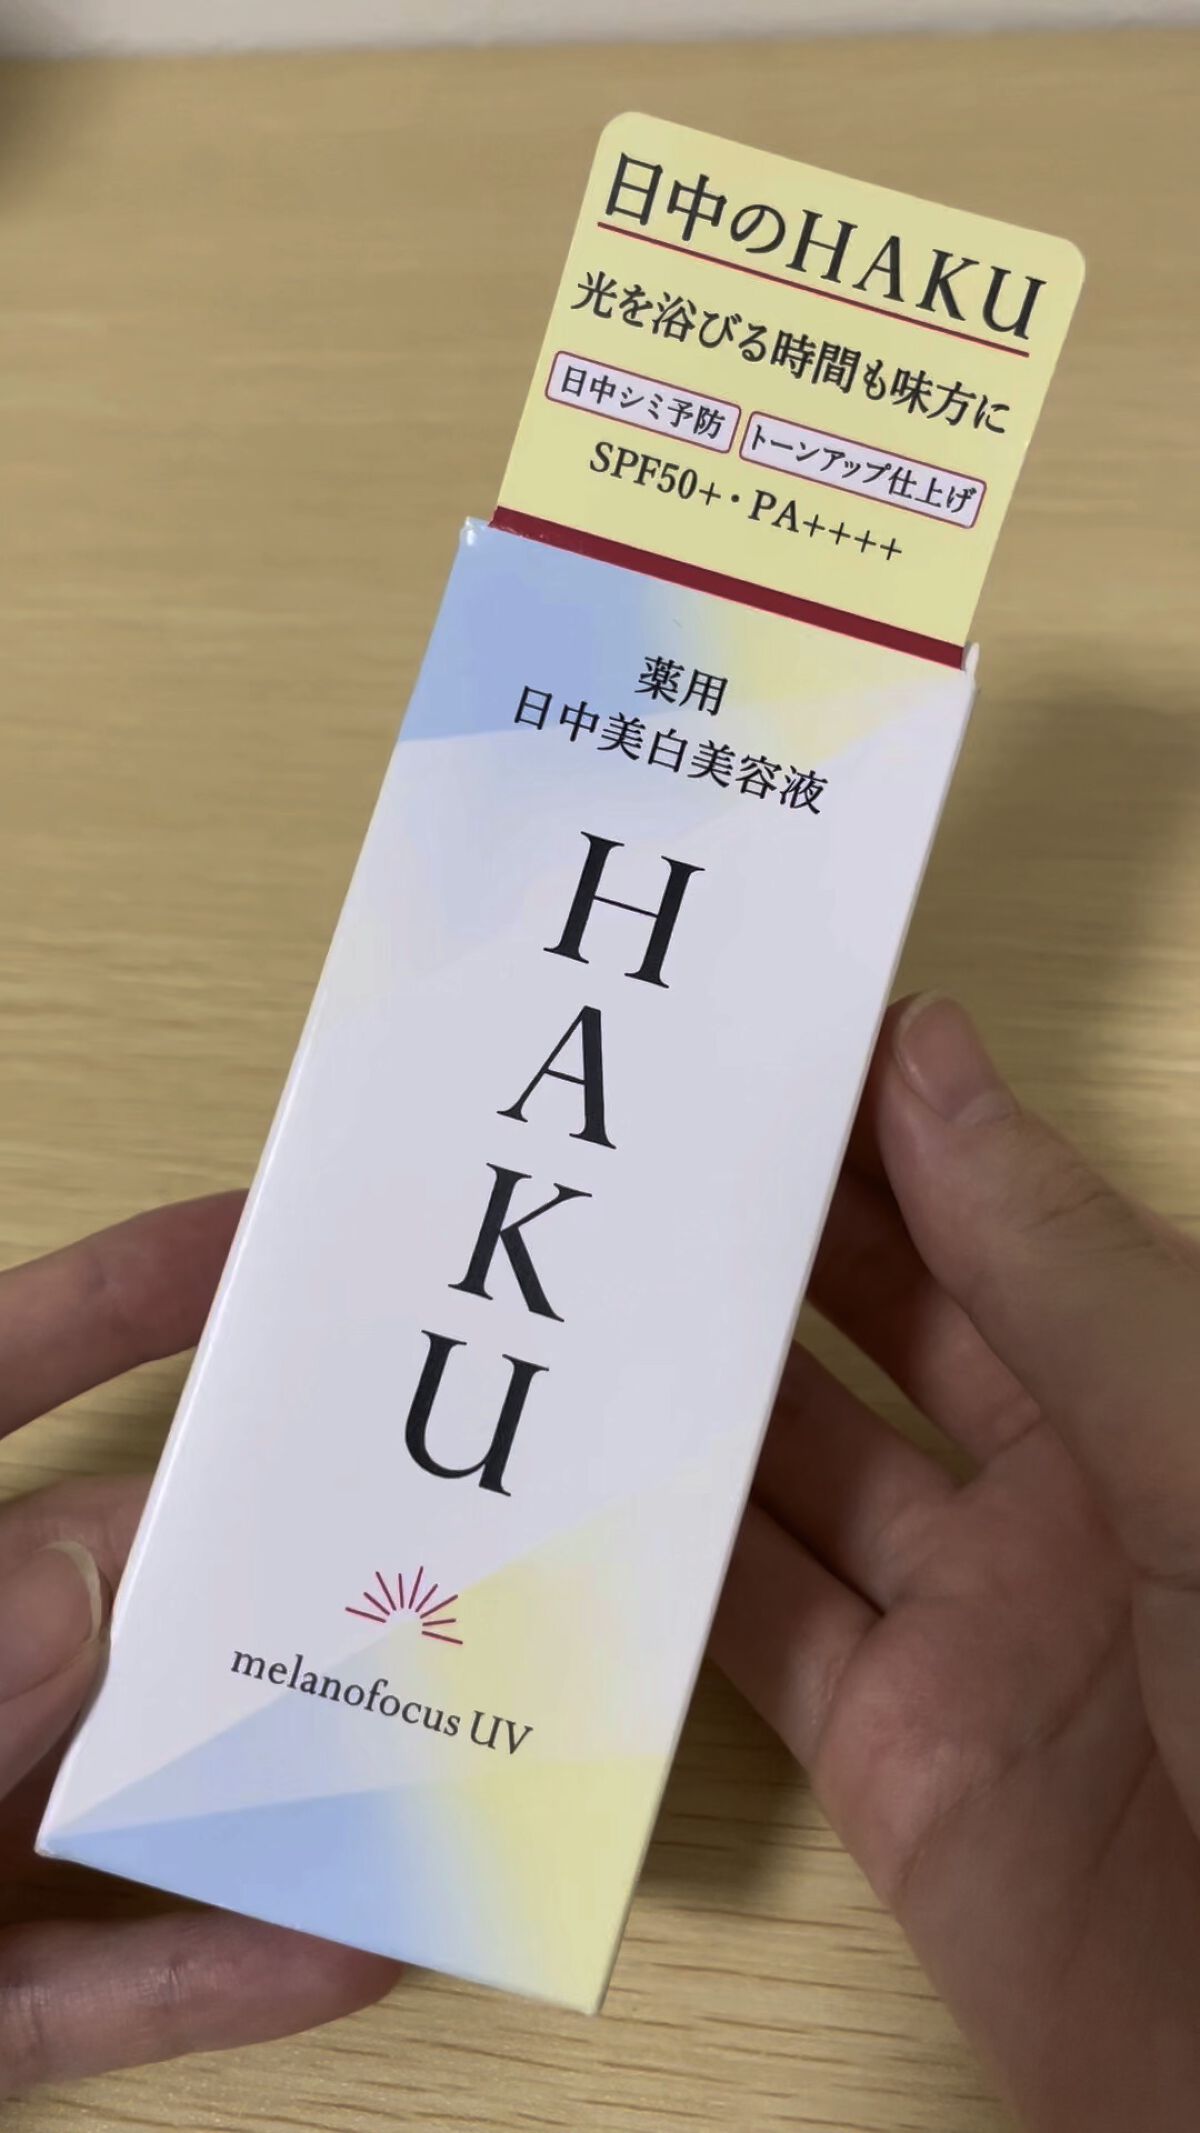 日中のHAKU
光を浴びる時間も味方に
日中シミ予防 トーンアップ仕上げ
SPF50+・PA++++
薬用
日中美白美容液
HAKU
melanofocus UV